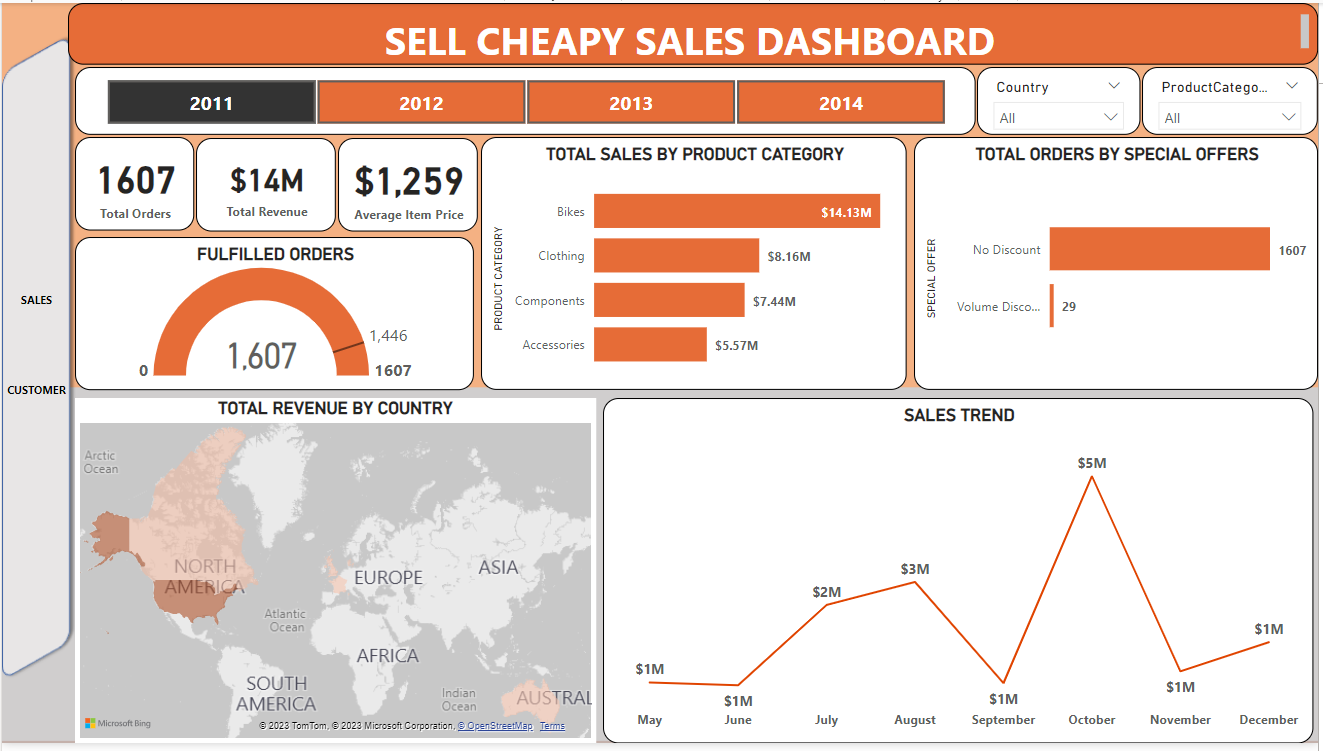 SELL CHEAPY SALES DASHBOARD
2011
2012
2013
2014
Country
All
ProductCatego...
All
1607
Total Orders
$14M
Total Revenue
$1,259
Average Item Price
FULFILLED ORDERS
1,446
1,607
0
1607
TOTAL SALES BY PRODUCT CATEGORY
PRODUCT CATEGORY
Bikes
$14.13M
Clothing
$8.16M
Components
$7.44M
Accessories
$5.57M
TOTAL ORDERS BY SPECIAL OFFERS
SPECIAL OFFER
No Discount
1607
Volume Disco...
29
SALES
CUSTOMER
TOTAL REVENUE BY COUNTRY
Arctic
Ocean
NORTH
AMERICA
EUROPE
ASIA
Atlantic
Ocean
AFRICA
SOUTH
AMERICA
Indian
Ocean
AUSTRAL
Microsoft Bing
© 2023 TomTom, © 2023 Microsoft Corporation, © OpenStreetMap Terms
SALES TREND
$5M
$3M
$2M
$1M
$1M
$1M
$1M
$1M
May
June
July
August
September
October
November
December